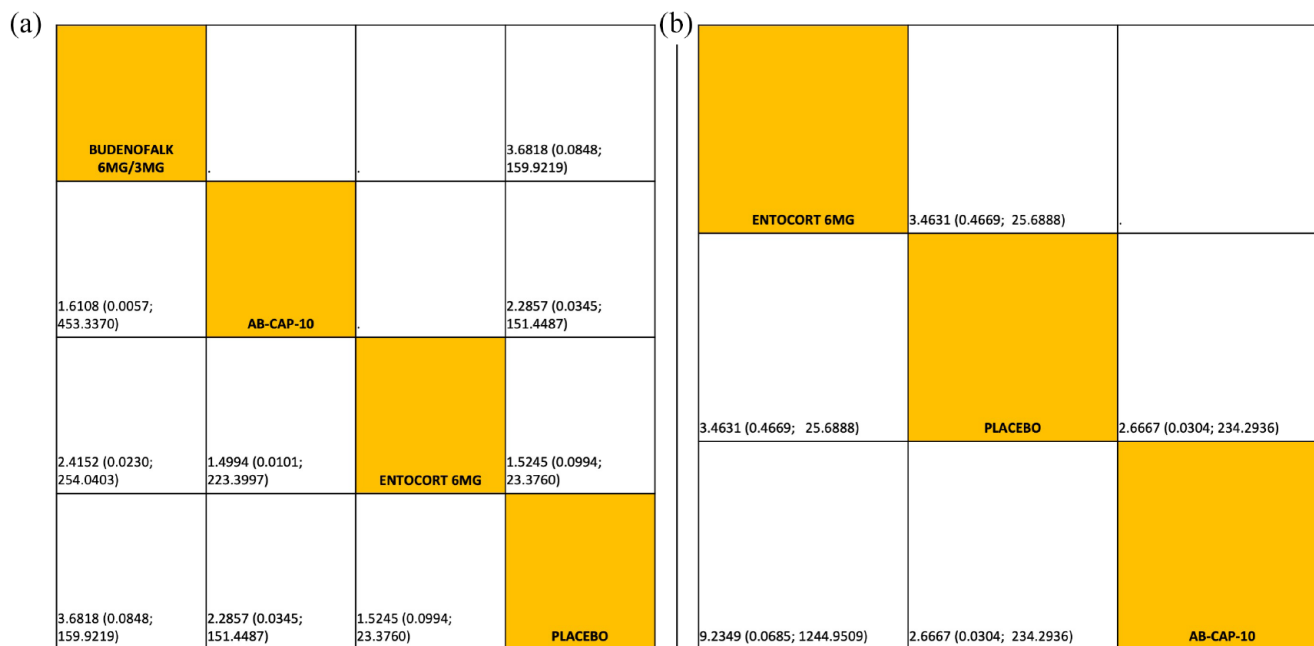 (a)
(b)
BUDENOFALK
6MG/3MG
.
.
3.6818 (0.0848;
159.9219)
1.6108 (0.0057;
453.3370)
AB-CAP-10
.
2.2857 (0.0345;
151.4487)
2.4152 (0.0230;
254.0403)
1.4994 (0.0101;
223.3997)
ENTOCORT 6MG
1.5245 (0.0994;
23.3760)
3.6818 (0.0848;
159.9219)
2.2857 (0.0345;
151.4487)
1.5245 (0.0994;
23.3760)
PLACEBO
ENTOCORT 6MG
3.4631 (0.4669; 25.6888)
.
3.4631 (0.4669; 25.6888)
PLACEBO
2.6667 (0.0304; 234.2936)
9.2349 (0.0685; 1244.9509)
2.6667 (0.0304; 234.2936)
AB-CAP-10